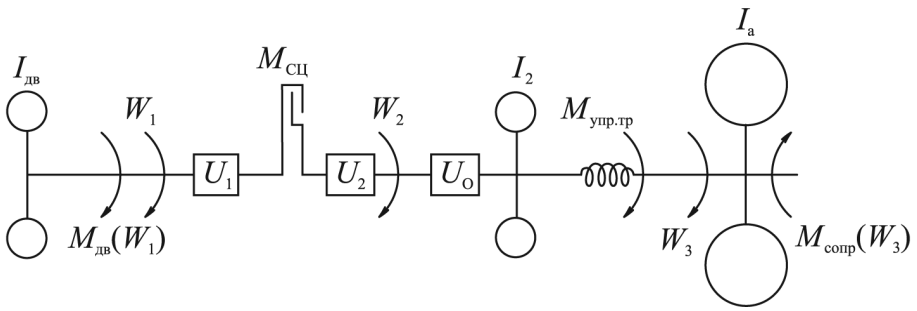 I_дв
W_1
M_дв(W_1)
U_1
M_СЦ
U_2
W_2
U_О
I_2
M_упр.тр
W_3
I_а
M_сопр(W_3)